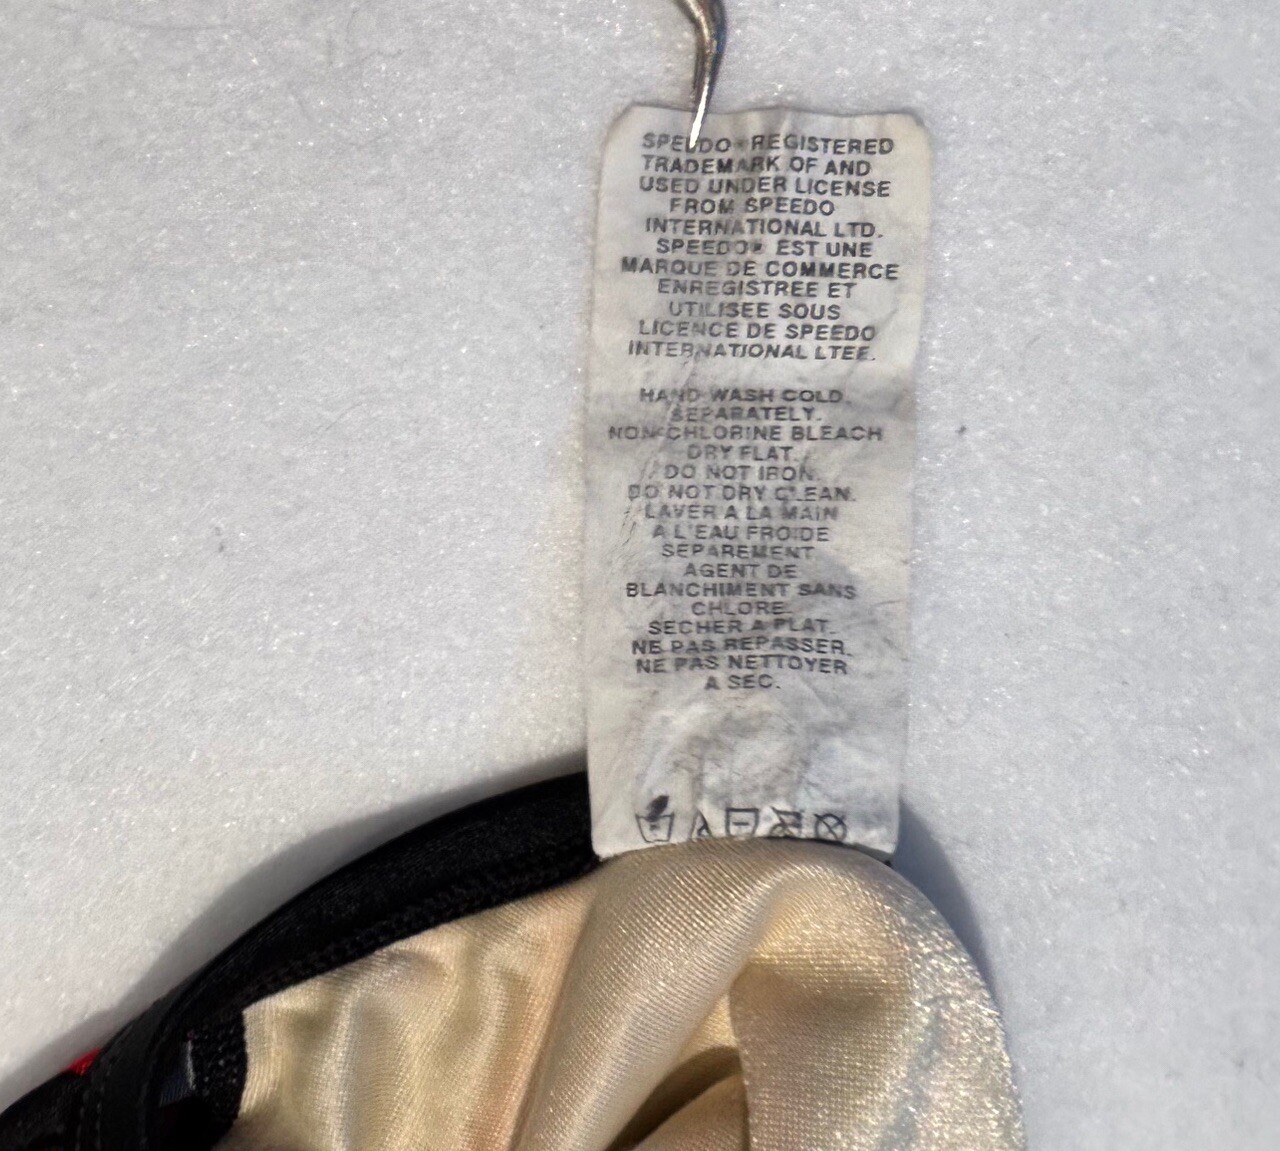 SPEEDO® REGISTERED
TRADEMARK OF AND
USED UNDER LICENSE
FROM SPEEDO
INTERNATIONAL LTD.
SPEEDO® EST UNE
MARQUE DE COMMERCE
ENREGISTREE ET
UTILISEE SOUS
LICENCE DE SPEEDO
INTERNATIONAL LTEE.
HAND WASH COLD.
SEPARATELY.
NON-CHLORINE BLEACH
DRY FLAT.
DO NOT IRON.
DO NOT DRY CLEAN.
LAVER A LA MAIN
A L'EAU FROIDE
SEPAREMENT
AGENT DE
BLANCHIMENT SANS
CHLORE.
SECHER A PLAT.
NE PAS REPASSER.
NE PAS NETTOYER
A SEC.